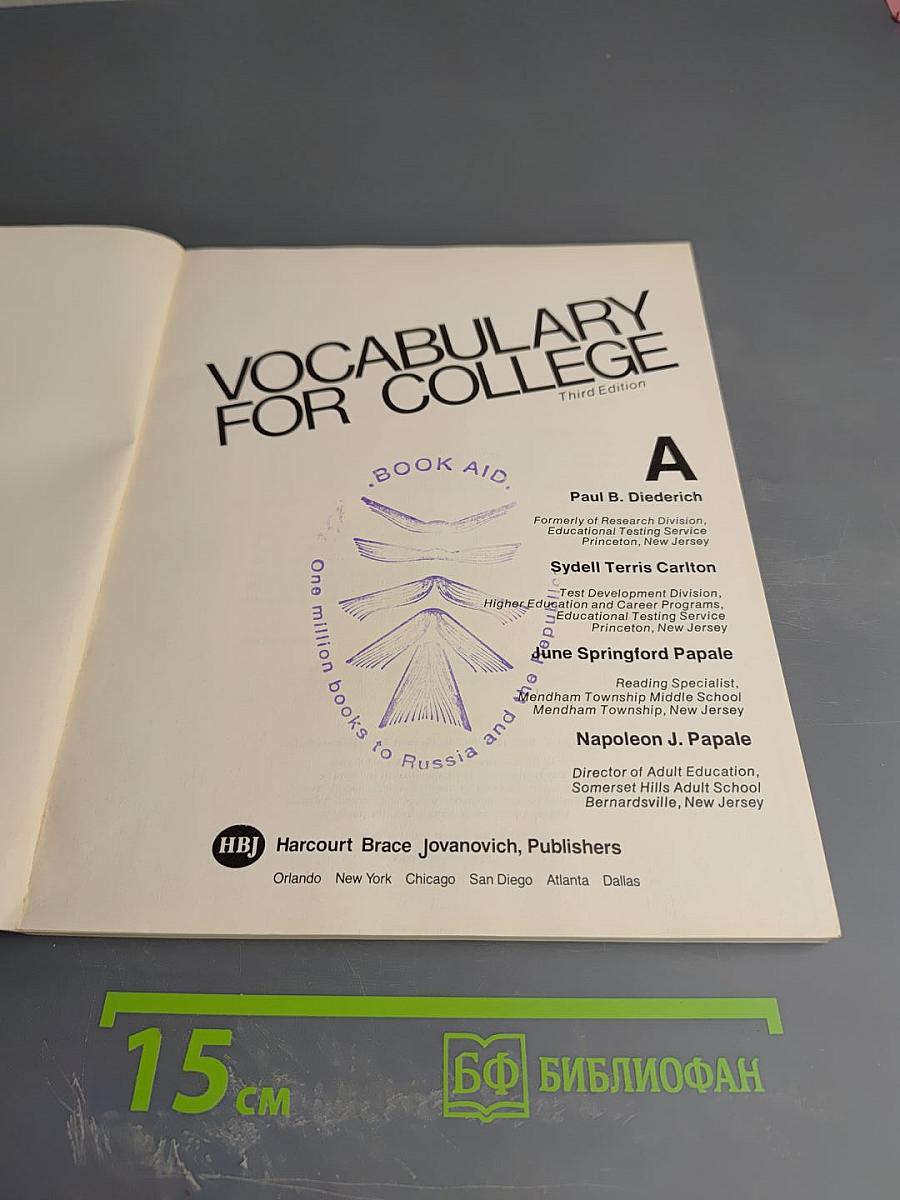 VOCABULARY
FOR COLLEGE
Third Edition
A
Paul B. Diederich
Formerly of Research Division,
Educational Testing Service
Princeton, New Jersey
Sydell Terris Carlton
Test Development Division,
Higher Education and Career Programs,
Educational Testing Service
Princeton, New Jersey
June Springford Papale
Reading Specialist,
Mendham Township Middle School
Mendham Township, New Jersey
Napoleon J. Papale
Director of Adult Education,
Somerset Hills Adult School
Bernardsville, New Jersey
.BOOK AID.
One million books to Russia and the Republic
HBJ Harcourt Brace Jovanovich, Publishers
Orlando New York Chicago San Diego Atlanta Dallas
15 см
БФ БИБЛИОФАН